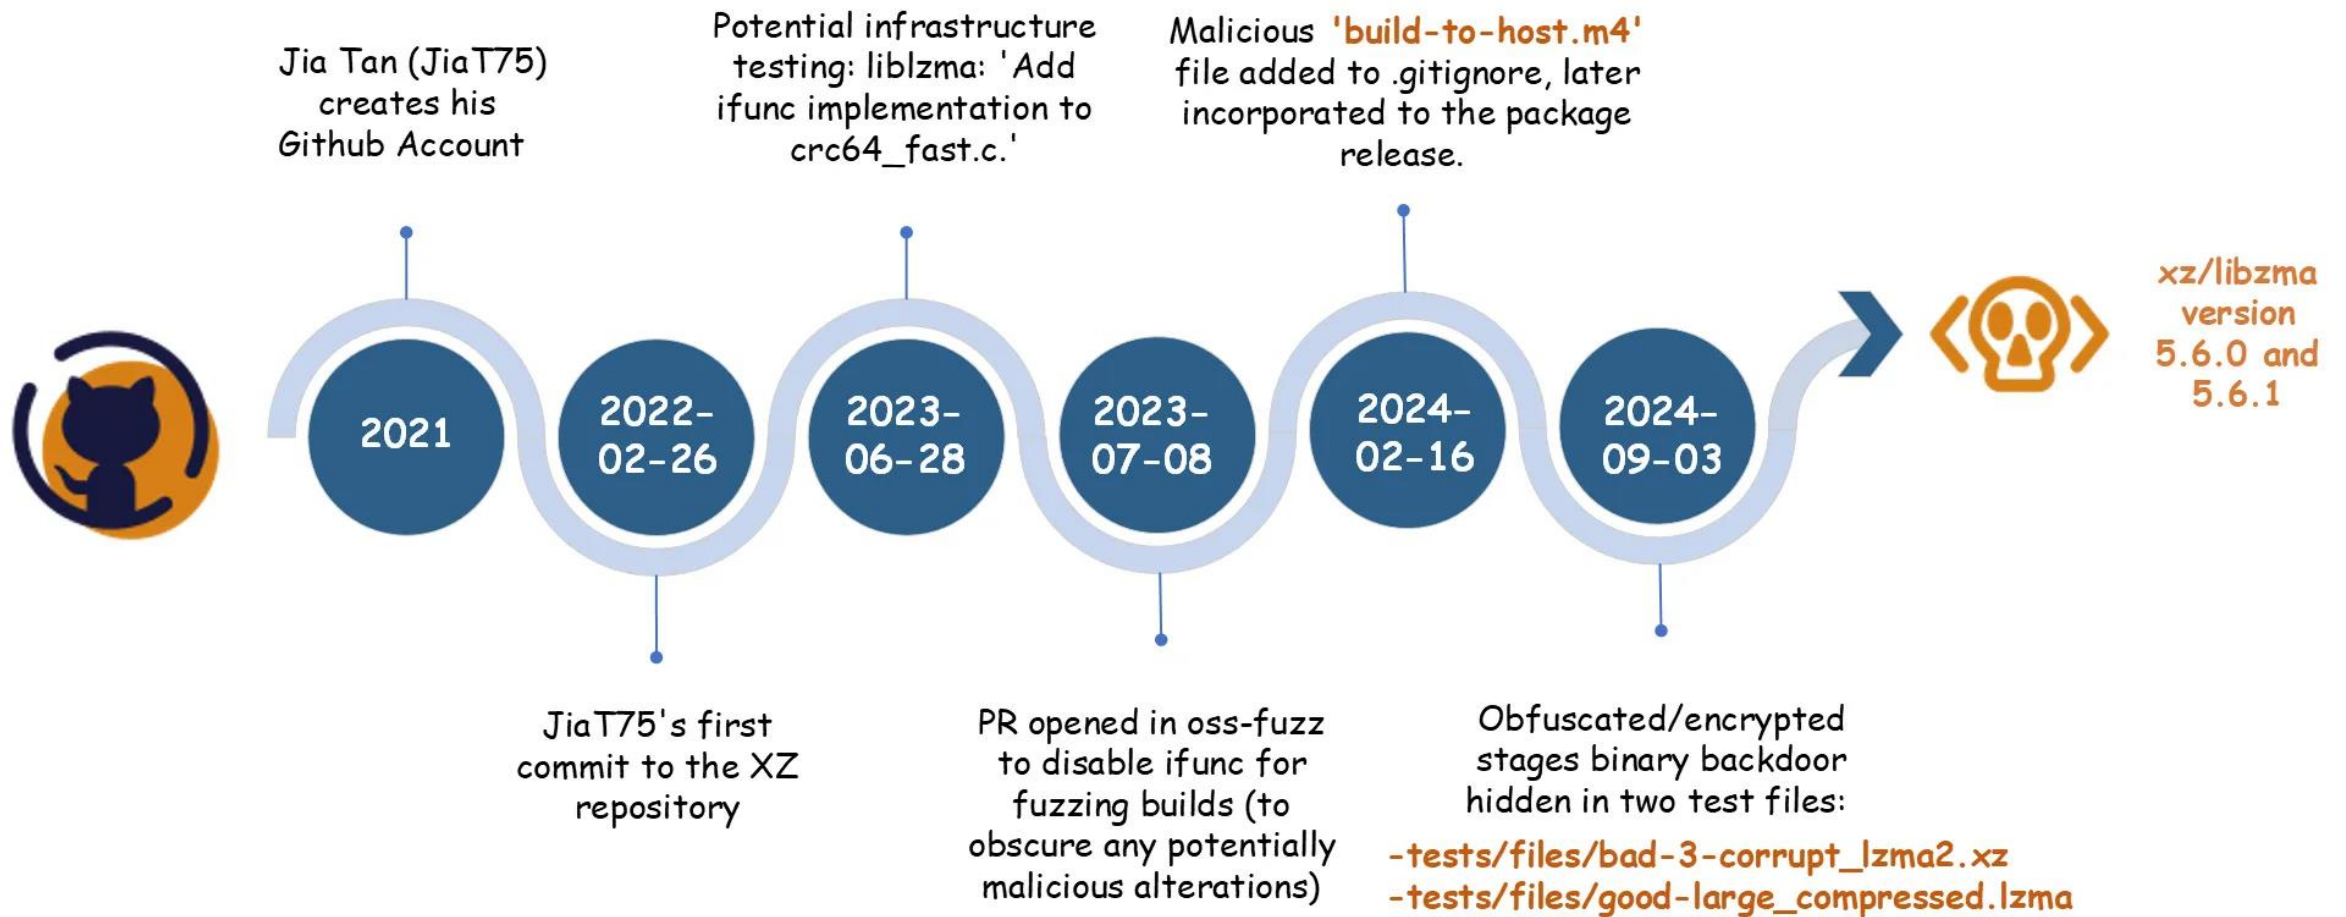 Jia Tan (JiaT75)
creates his
Github Account
Potential infrastructure
testing: liblzma: 'Add
ifunc implementation to
crc64_fast.c.'
Malicious 'build-to-host.m4'
file added to .gitignore, later
incorporated to the package
release.
2021
2022-
02-26
2023-
06-28
2023-
07-08
2024-
02-16
2024-
09-03
xz/libzma
version
5.6.0 and
5.6.1
JiaT75's first
commit to the XZ
repository
PR opened in oss-fuzz
to disable ifunc for
fuzzing builds (to
obscure any potentially
malicious alterations)
Obfuscated/encrypted
stages binary backdoor
hidden in two test files:
-tests/files/bad-3-corrupt_lzma2.xz
-tests/files/good-large_compressed.lzma